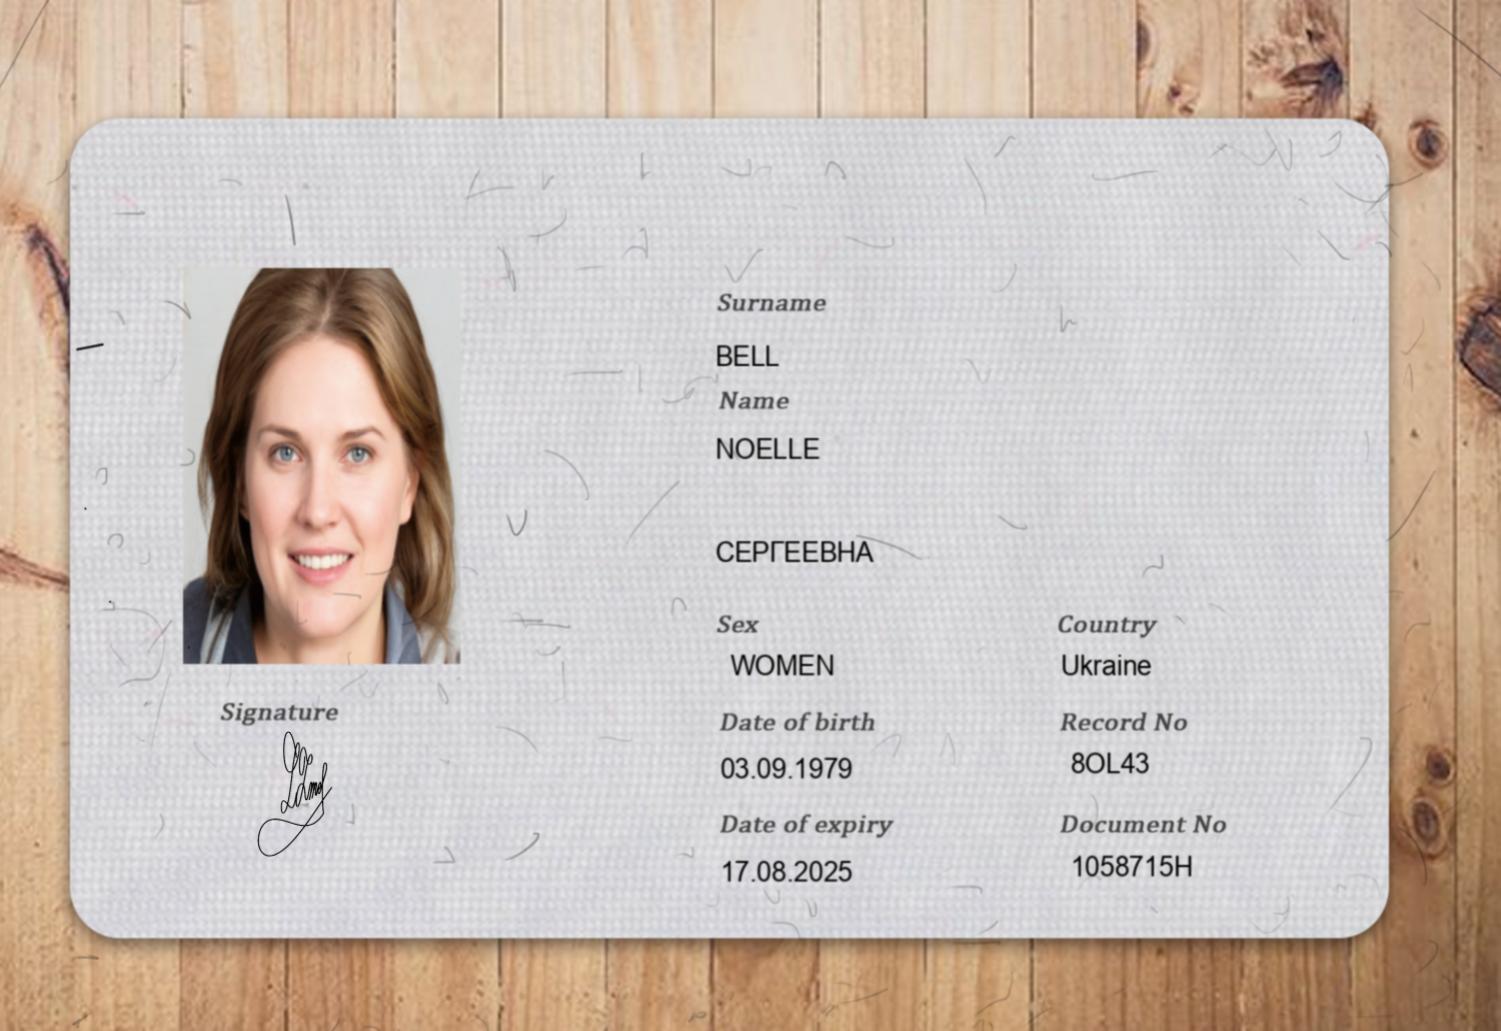 Surname
BELL
Name
NOELLE
СЕРГЕЕВНА
Sex
WOMEN
Country
Ukraine
Date of birth
03.09.1979
Record No
8OL43
Date of expiry
17.08.2025
Document No
1058715H
Signature